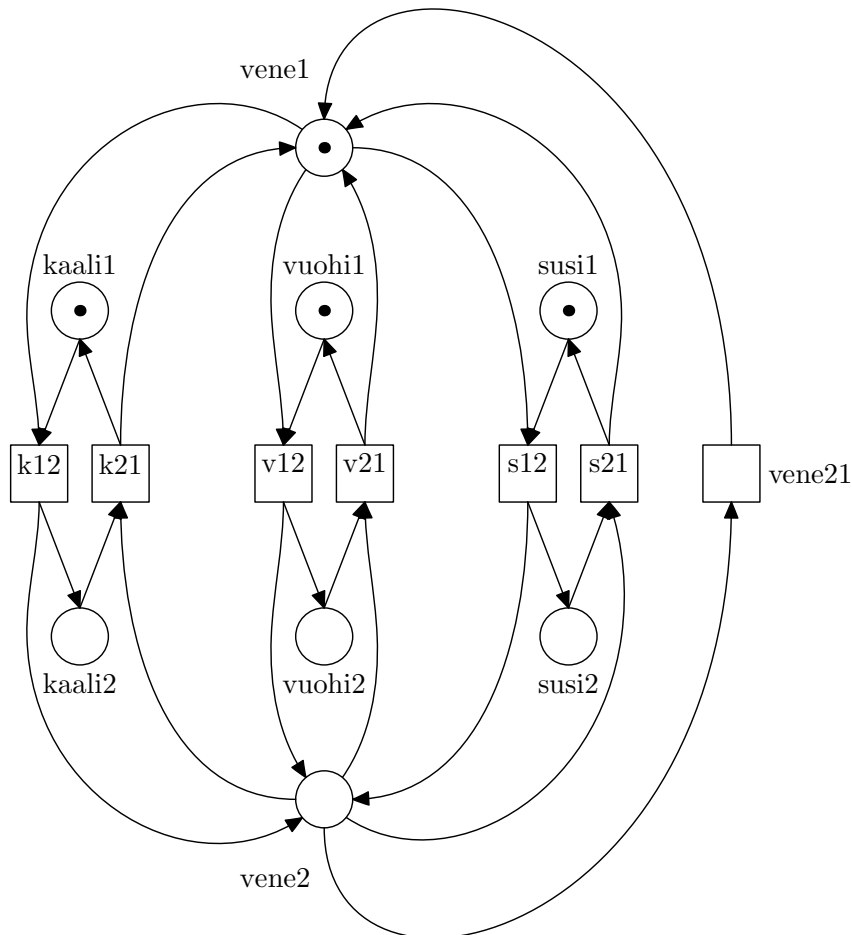 vene1
kaali1
vuohi1
susi1
k12
k21
v12
v21
s12
s21
vene21
kaali2
vuohi2
susi2
vene2